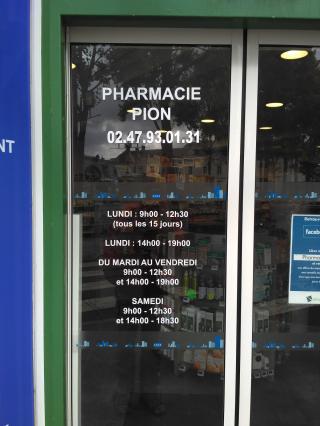 PHARMACIE
PION
02.47.93.01.31
LUNDI : 9h00 - 12h30
(tous les 15 jours)
LUNDI : 14h00 - 19h00
DU MARDI AU VENDREDI
9h00 - 12h30
et 14h00 - 19h00
SAMEDI
9h00 - 12h30
et 14h00 - 18h30
NT